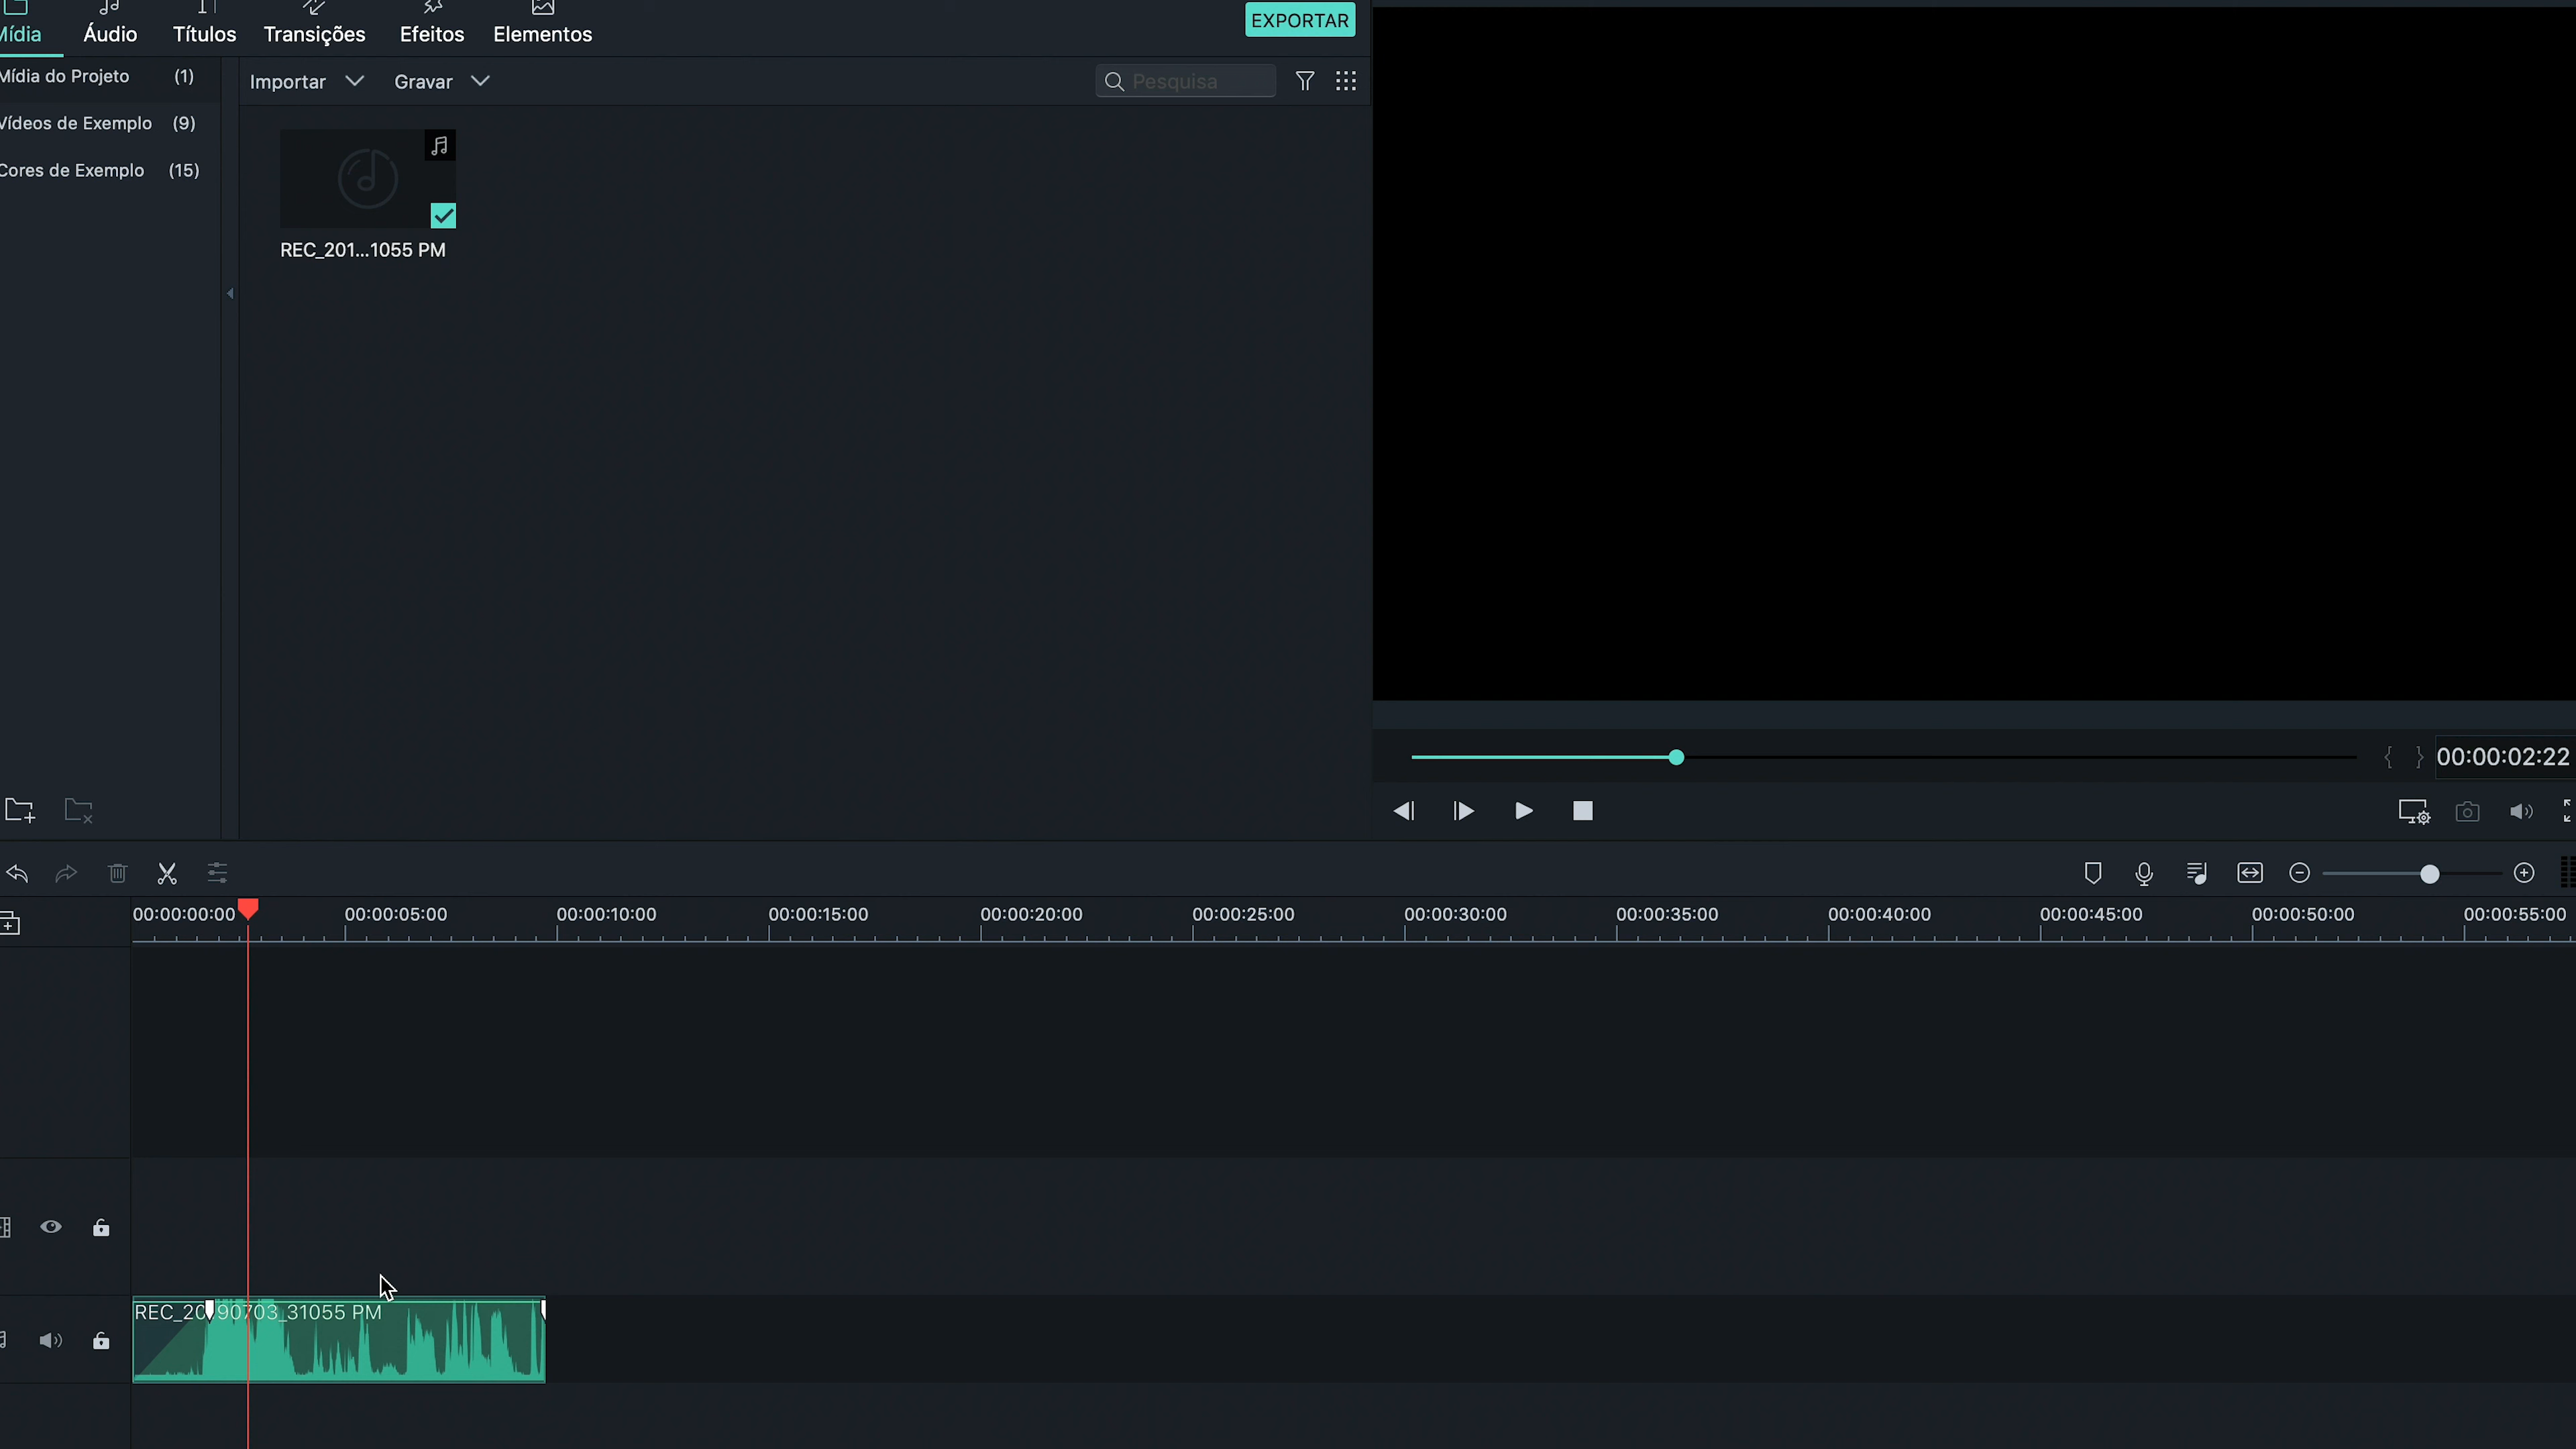 Mídia
Áudio
Títulos
Transições
Efeitos
Elementos
EXPORTAR
Mídia do Projeto (1)
Vídeos de Exemplo (9)
Cores de Exemplo (15)
Importar
Gravar
Pesquisa
REC_201...1055 PM
{ } 00:00:02:22
00:00:00:00 00:00:05:00 00:00:10:00 00:00:15:00 00:00:20:00 00:00:25:00 00:00:30:00 00:00:35:00 00:00:40:00 00:00:45:00 00:00:50:00 00:00:55:00
REC_20190703_31055 PM